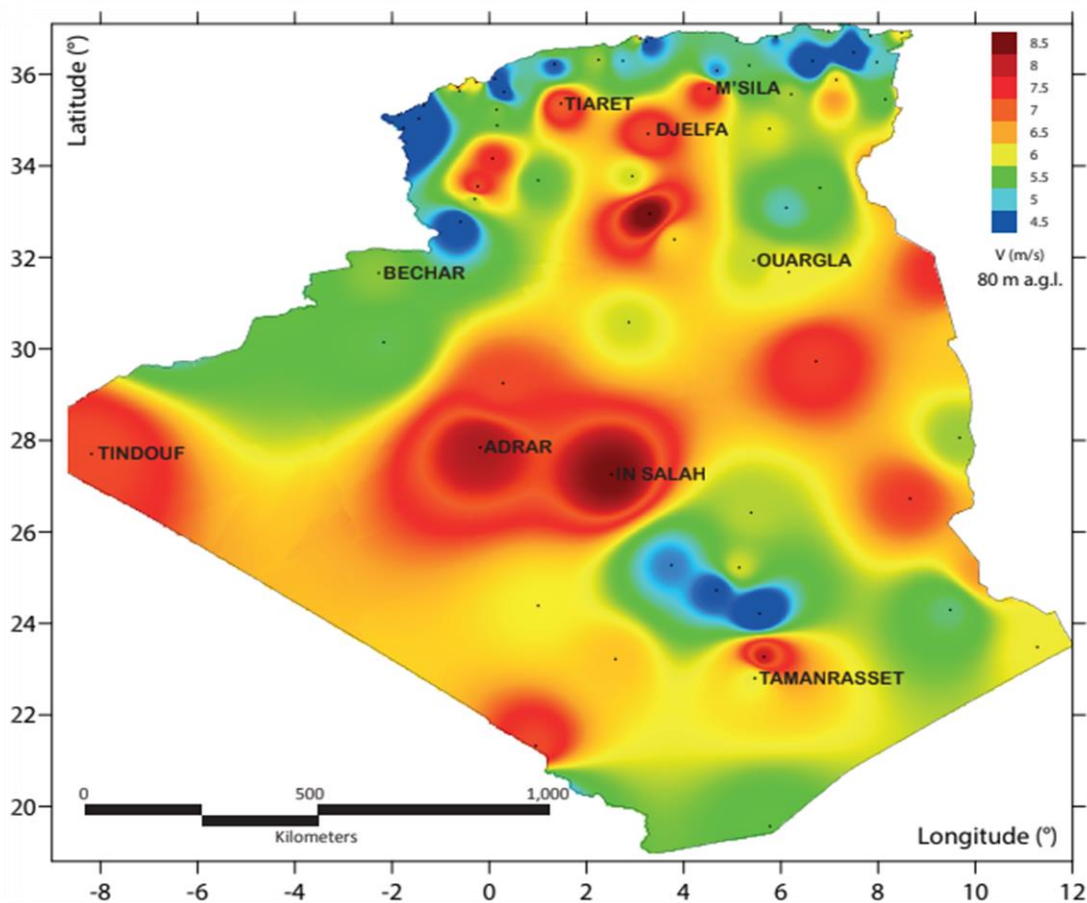 Latitude (°)
36
34
32
30
28
26
24
22
20
8.5
8
7.5
7
6.5
6
5.5
5
4.5
V (m/s)
80 m a.g.l.
M'SILA
TIARET
DJELFA
OUARGLA
BECHAR
ADRAR
TINDOUF
IN SALAH
TAMANRASSET
0 500 1,000
Kilometers
Longitude (°)
-8 -6 -4 -2 0 2 4 6 8 10 12